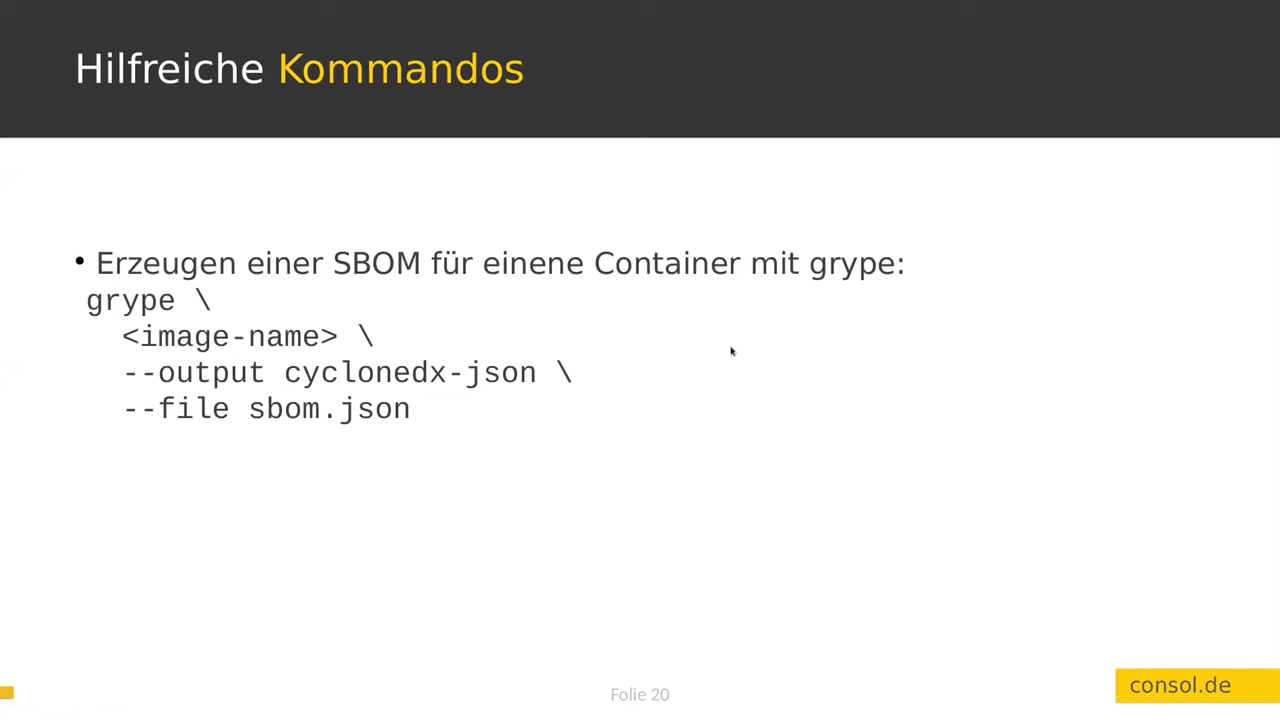 Hilfreiche Kommandos
• Erzeugen einer SBOM für einene Container mit grype:
grype \
<image-name> \
--output cyclonedx-json \
--file sbom.json
Folie 20
consol.de